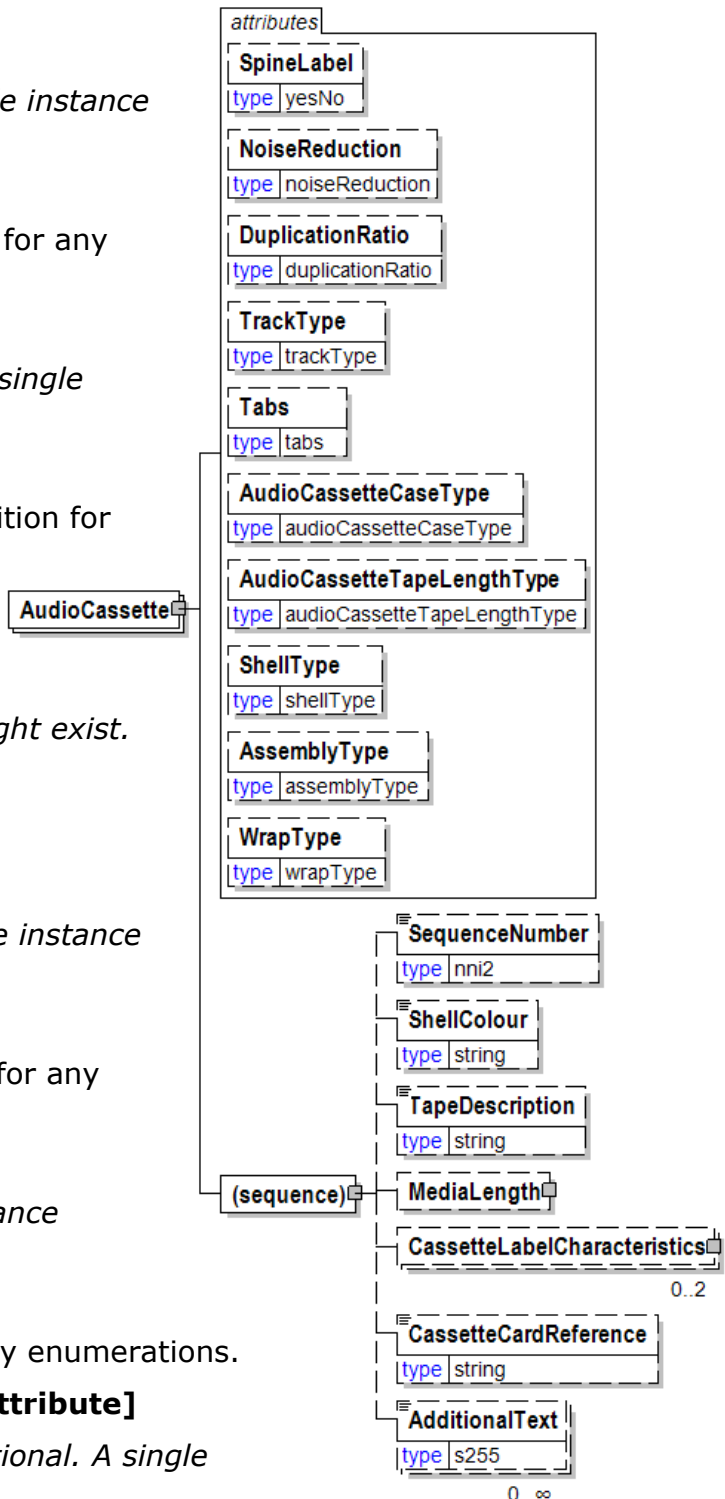 e instance
for any
single
ition for
ght exist.
e instance
for any
ance
y enumerations.
ttribute]
tional. A single
AudioCassette
attributes
SpineLabel
type yesNo
NoiseReduction
type noiseReduction
DuplicationRatio
type duplicationRatio
TrackType
type trackType
Tabs
type tabs
AudioCassetteCaseType
type audioCassetteCaseType
AudioCassetteTapeLengthType
type audioCassetteTapeLengthType
ShellType
type shellType
AssemblyType
type assemblyType
WrapType
type wrapType
(sequence)
SequenceNumber
type nni2
ShellColour
type string
TapeDescription
type string
MediaLength
CassetteLabelCharacteristics
0..2
CassetteCardReference
type string
AdditionalText
type s255
0..∞